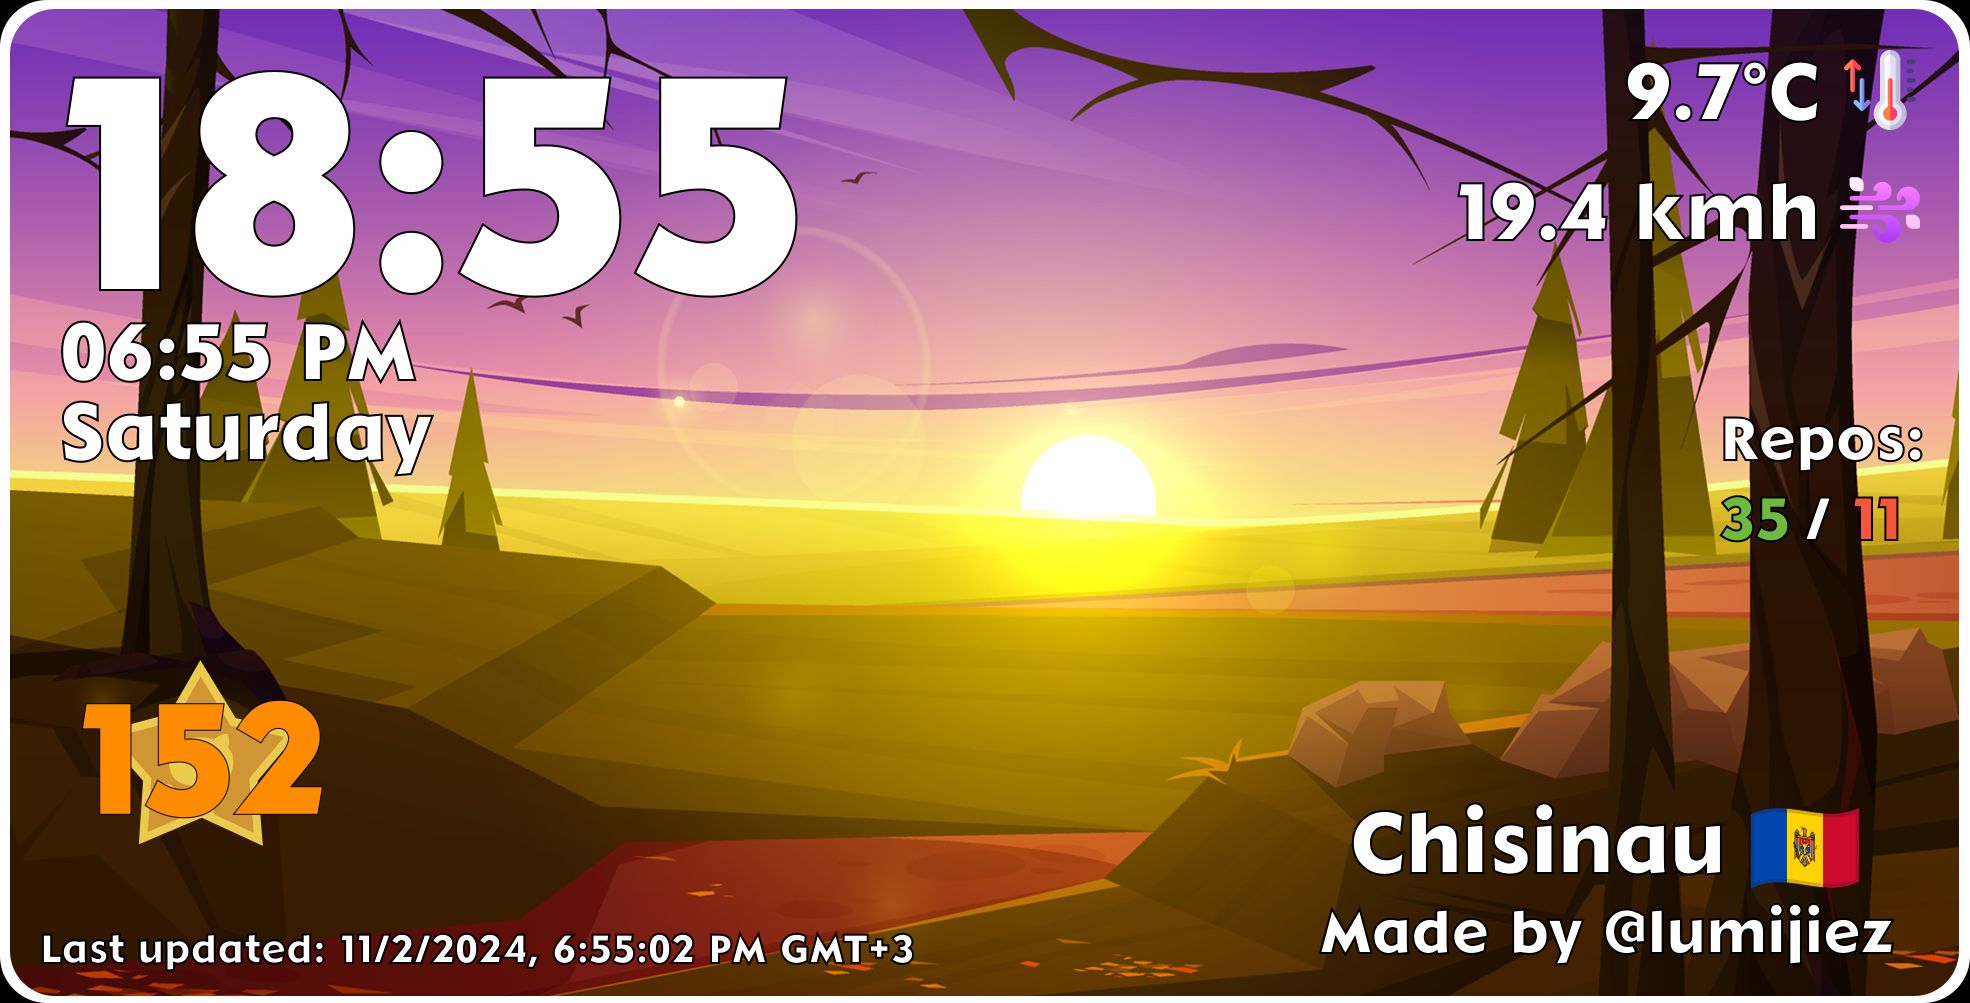 18:55
06:55 PM
Saturday
9.7°C
19.4 kmh
Repos:
35 / 11
152
Chisinau
Made by @lumijiez
Last updated: 11/2/2024, 6:55:02 PM GMT+3